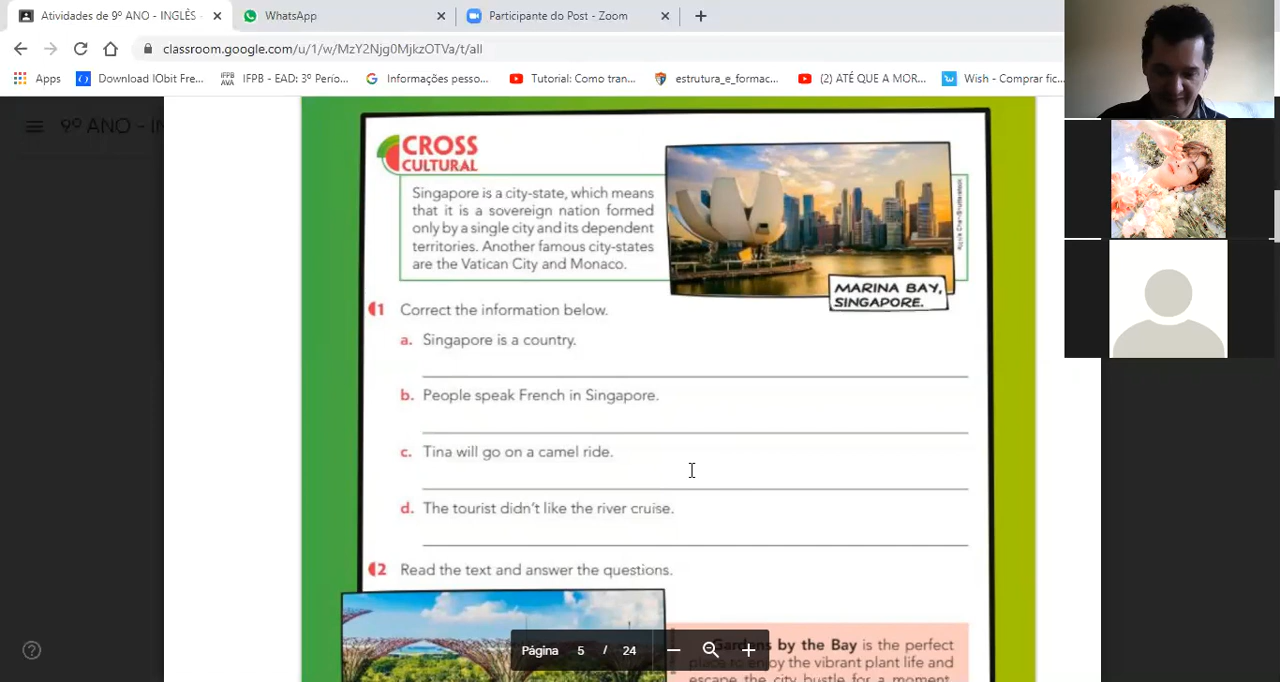 Atividades de 9º ANO - INGLÊS
WhatsApp
Participante do Post - Zoom
classroom.google.com/u/1/w/MzY2Njg0MjkzOTVa/t/all
Apps
Download IObit Fre...
IFPB - EAD: 3º Perío...
Informações pesso...
Tutorial: Como tran...
estrutura_e_formac...
(2) ATÉ QUE A MOR...
Wish - Comprar fic...
IFPB
AVA
9º ANO - IN
CROSS
CULTURAL
Singapore is a city-state, which means
that it is a sovereign nation formed
only by a single city and its dependent
territories. Another famous city-states
are the Vatican City and Monaco.
MARINA BAY,
SINGAPORE.
1 Correct the information below.
a. Singapore is a country.
b. People speak French in Singapore.
c. Tina will go on a camel ride.
d. The tourist didn't like the river cruise.
2 Read the text and answer the questions.
Gardens by the Bay is the perfect
place to enjoy the vibrant plant life and
escape the city bustle for a moment.
Página 5 / 24